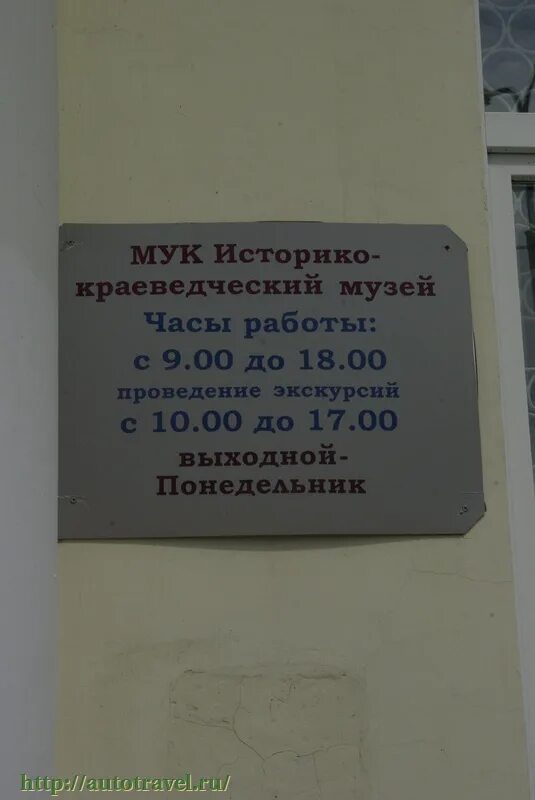 МУК Историко-
краеведческий музей
Часы работы:
с 9.00 до 18.00
проведение экскурсий
с 10.00 до 17.00
выходной-
Понедельник
http://autotravel.ru/